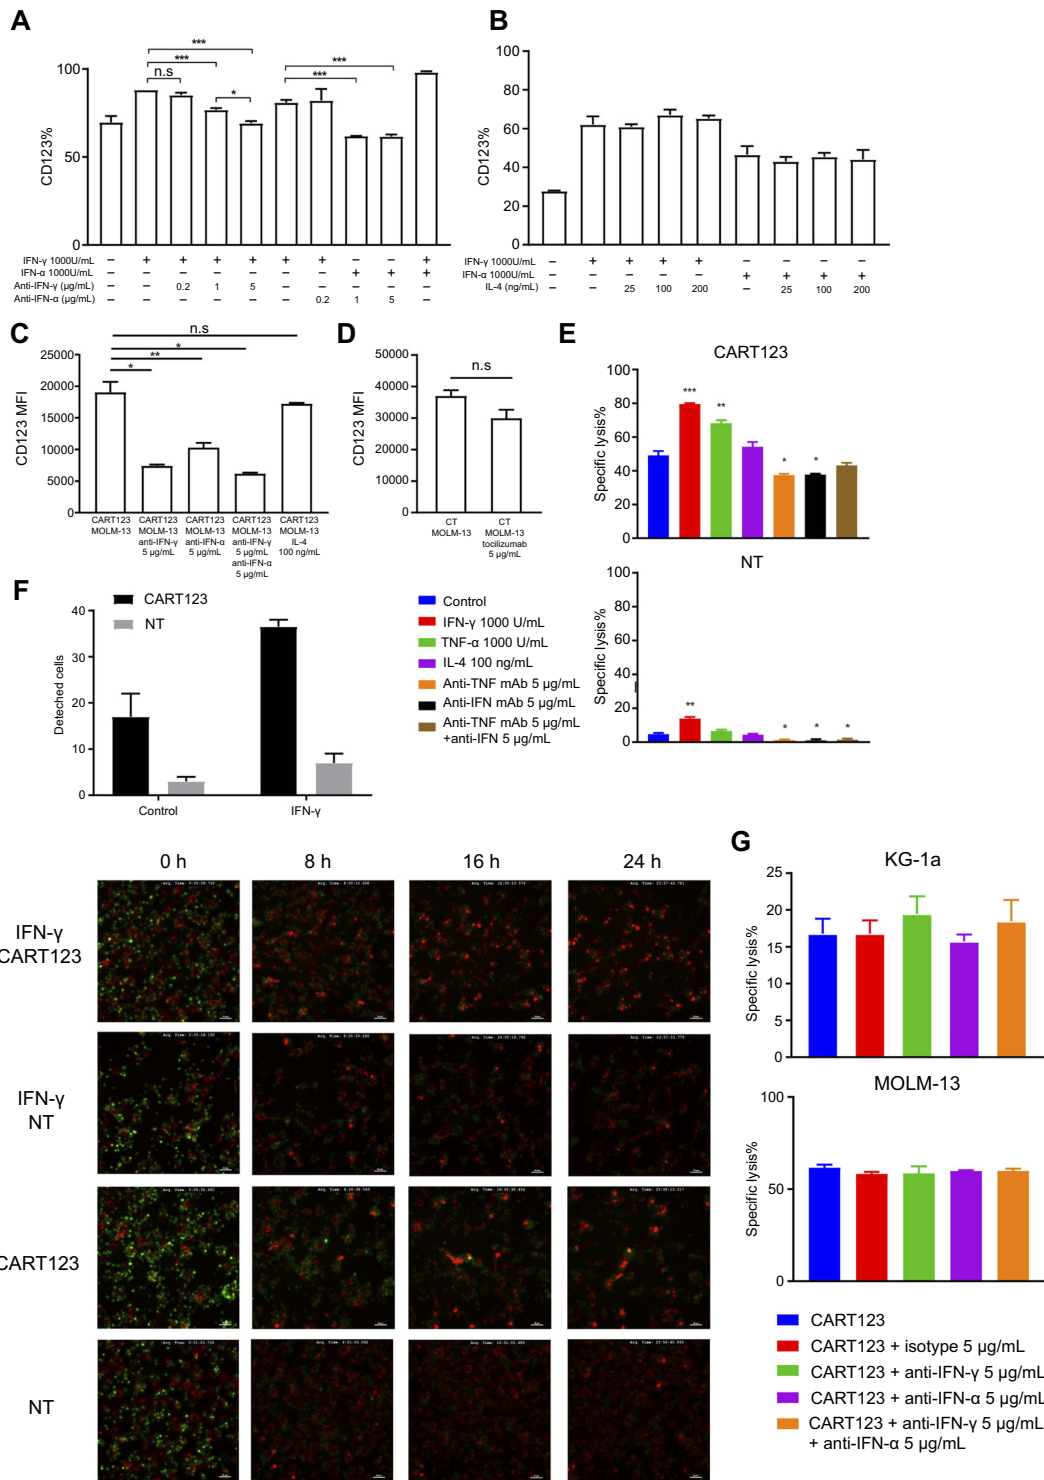 A
***
***
n.s
*
***
***
CD123%
100
50
0
IFN-γ 1000U/mL – + + + + + + – – +
IFN-α 1000U/mL – – – – – – – + + +
Anti-IFN-γ (μg/mL) – – 0.2 1 5 – – – – –
Anti-IFN-α (μg/mL) – – – – – – 0.2 1 5 –
B
CD123%
100
80
60
40
20
0
IFN-γ 1000U/mL – + + + + – – – –
IFN-α 1000U/mL – – – – – + + + +
IL-4 (ng/mL) – – 25 100 200 – 25 100 200
C
n.s
*
**
*
CD123 MFI
25000
20000
15000
10000
5000
0
CART123
MOLM-13
CART123
MOLM-13
anti-IFN-γ
5 μg/mL
CART123
MOLM-13
anti-IFN-α
5 μg/mL
CART123
MOLM-13
anti-IFN-γ
5 μg/mL
anti-IFN-α
5 μg/mL
CART123
MOLM-13
IL-4
100 ng/mL
D
n.s
CD123 MFI
50000
40000
30000
20000
10000
0
CT
MOLM-13
CT
MOLM-13
tocilizumab
5 μg/mL
E
CART123
Specific lysis%
100
80
60
40
20
0
***
**
*
*
NT
Specific lysis%
100
80
60
40
20
0
**
*
*
*
Control
IFN-γ 1000 U/mL
TNF-α 1000 U/mL
IL-4 100 ng/mL
Anti-TNF mAb 5 μg/mL
Anti-IFN mAb 5 μg/mL
Anti-TNF mAb 5 μg/mL
+anti-IFN 5 μg/mL
F
CART123
NT
Deteched cells
40
30
20
10
0
Control
IFN-γ
0 h
8 h
16 h
24 h
IFN-γ
CART123
IFN-γ
NT
CART123
NT
G
KG-1a
Specific lysis%
25
20
15
10
5
0
MOLM-13
Specific lysis%
100
50
0
CART123
CART123 + isotype 5 μg/mL
CART123 + anti-IFN-γ 5 μg/mL
CART123 + anti-IFN-α 5 μg/mL
CART123 + anti-IFN-γ 5 μg/mL
+ anti-IFN-α 5 μg/mL